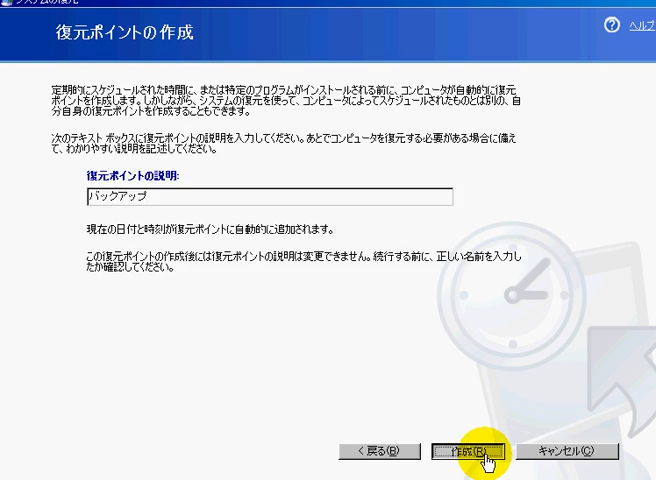 システムの復元
復元ポイントの作成
ヘルプ
定期的にスケジュールされた時間に、または特定のプログラムがインストールされる前に、コンピュータが自動的に復元
ポイントを作成します。しかしながら、システムの復元を使って、コンピュータによってスケジュールされたものとは別の、自
分自身の復元ポイントを作成することもできます。
次のテキスト ボックスに復元ポイントの説明を入力してください。あとでコンピュータを復元する必要がある場合に備え
て、わかりやすい説明を記述してください。
復元ポイントの説明:
バックアップ
現在の日付と時刻が復元ポイントに自動的に追加されます。
この復元ポイントの作成後には復元ポイントの説明は変更できません。続行する前に、正しい名前を入力し
たか確認してください。
< 戻る(B)
作成(R)
キャンセル(C)